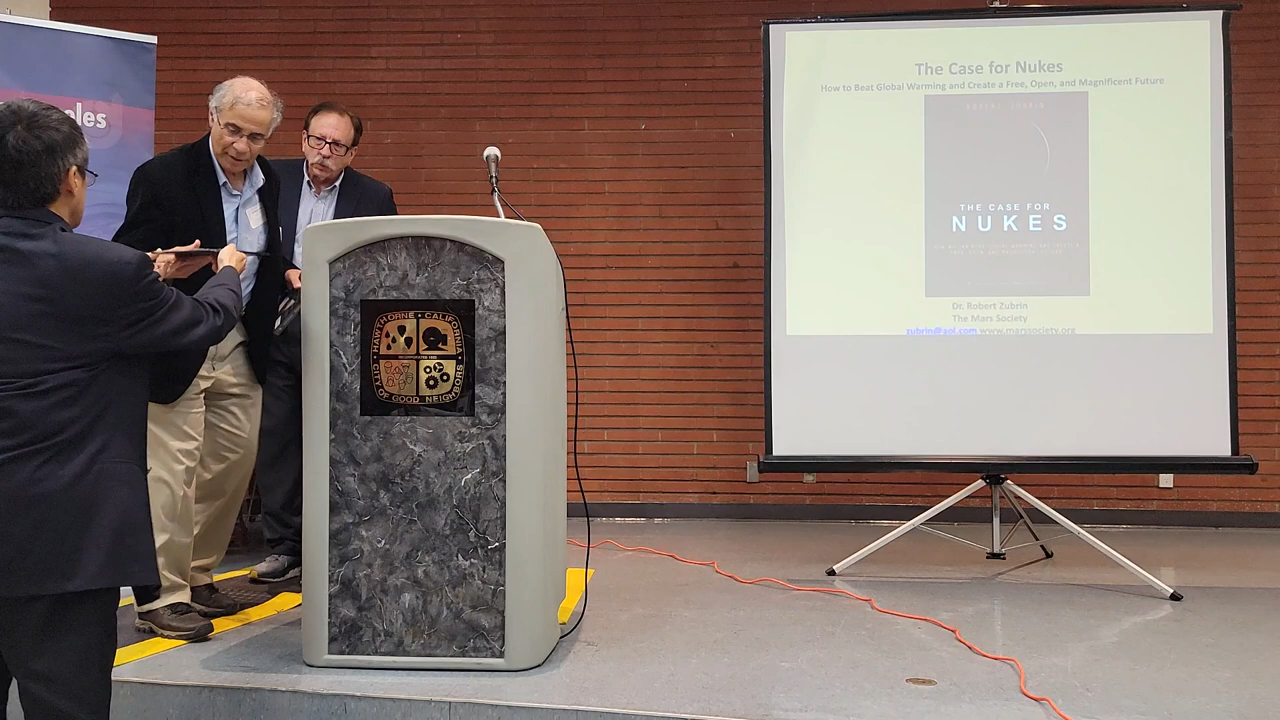 eles
HAWTHORNE • CALIFORNIA
INCORPORATED 1922
CITY OF GOOD NEIGHBORS
The Case for Nukes
How to Beat Global Warming and Create a Free, Open, and Magnificent Future
ROBERT ZUBRIN
THE CASE FOR
NUKES
Dr. Robert Zubrin
The Mars Society
zubrin@aol.com www.marssociety.org